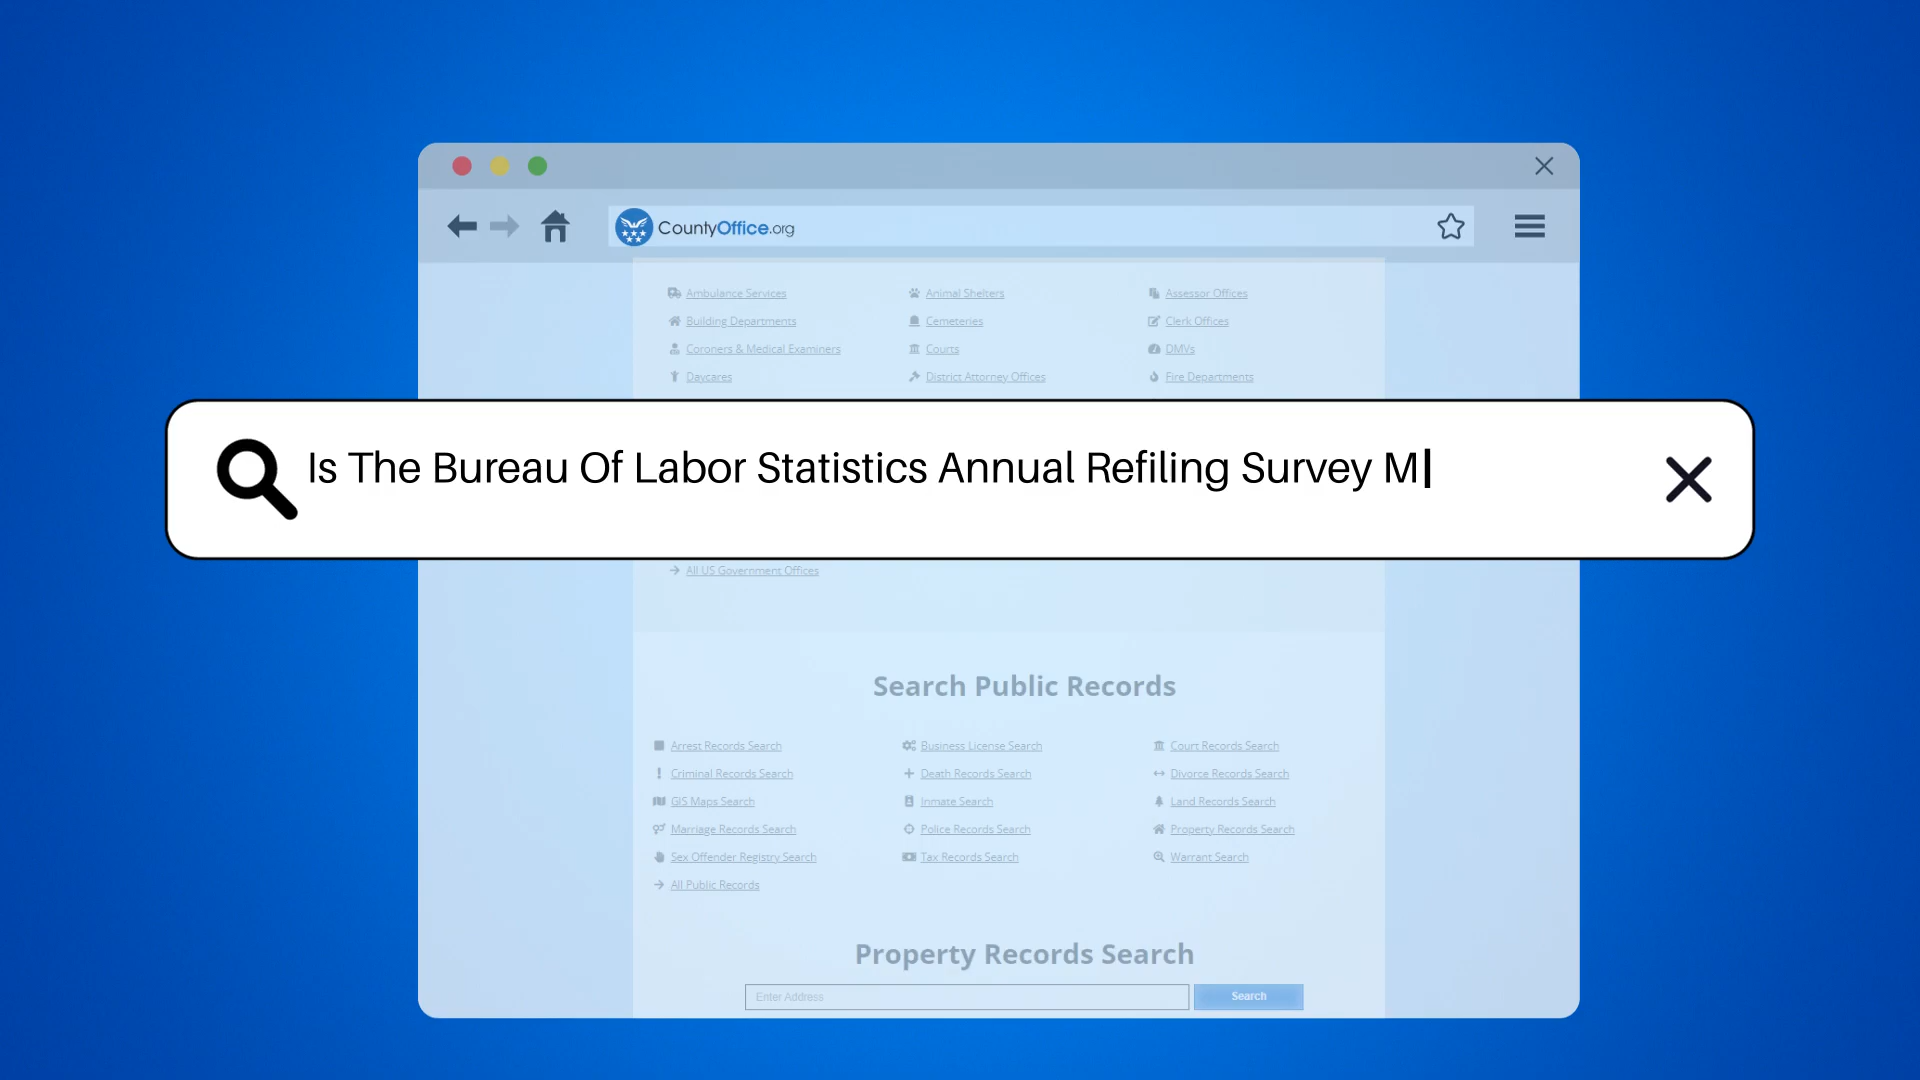 CountyOffice.org
Ambulance Services Animal Shelters Assessor Offices
Building Departments Cemeteries Clerk Offices
Coroners & Medical Examiners Courts DMVs
Daycares District Attorney Offices Fire Departments
Is The Bureau Of Labor Statistics Annual Refiling Survey M
All US Government Offices
Search Public Records
Arrest Records Search Business License Search Court Records Search
Criminal Records Search Death Records Search Divorce Records Search
GIS Maps Search Inmate Search Land Records Search
Marriage Records Search Police Records Search Property Records Search
Sex Offender Registry Search Tax Records Search Warrant Search
All Public Records
Property Records Search
Enter Address Search